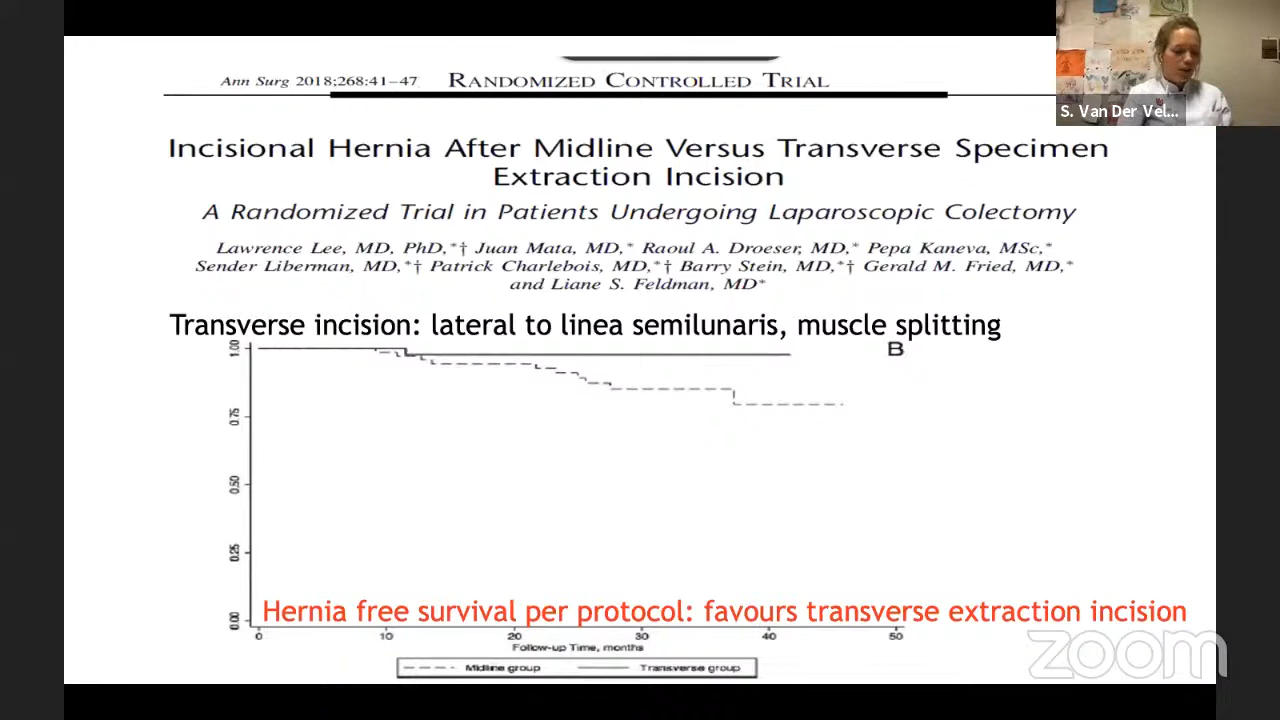 S. Van Der Vel...
Ann Surg 2018;268:41–47
RANDOMIZED CONTROLLED TRIAL
Incisional Hernia After Midline Versus Transverse Specimen
Extraction Incision
A Randomized Trial in Patients Undergoing Laparoscopic Colectomy
Lawrence Lee, MD, PhD,*† Juan Mata, MD,* Raoul A. Droeser, MD,* Pepa Kaneva, MSc,*
Sender Liberman, MD,*† Patrick Charlebois, MD,*† Barry Stein, MD,*† Gerald M. Fried, MD,*
and Liane S. Feldman, MD*
Transverse incision: lateral to linea semilunaris, muscle splitting
B
1.00
0.75
0.50
0.25
0.00
Hernia free survival per protocol: favours transverse extraction incision
0 10 20 30 40 50
Follow-up Time, months
Midline group Transverse group
zoom